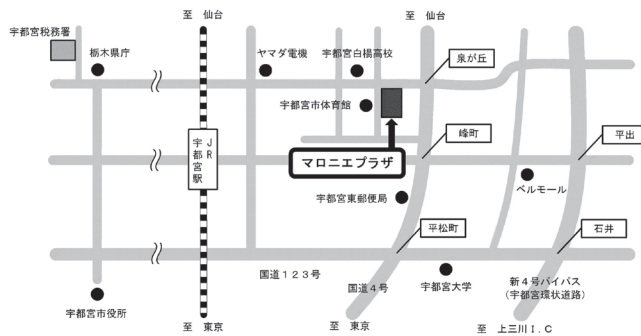 至 仙台
至 仙台
宇都宮税務署
栃木県庁
ヤマダ電機
宇都宮白楊高校
泉が丘
宇都宮市体育館
JR
宇都宮駅
マロニエプラザ
峰町
平出
ベルモール
宇都宮東郵便局
平松町
石井
国道123号
国道4号
宇都宮大学
新4号バイパス
(宇都宮環状道路)
宇都宮市役所
至 東京
至 東京
至 上三川I.C